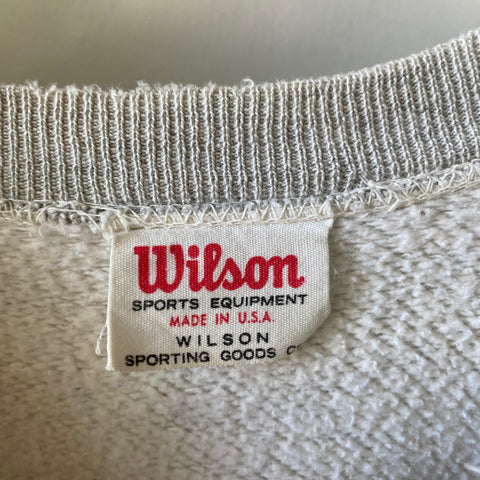 Wilson
SPORTS EQUIPMENT
MADE IN U.S.A.
WILSON
SPORTING GOODS C